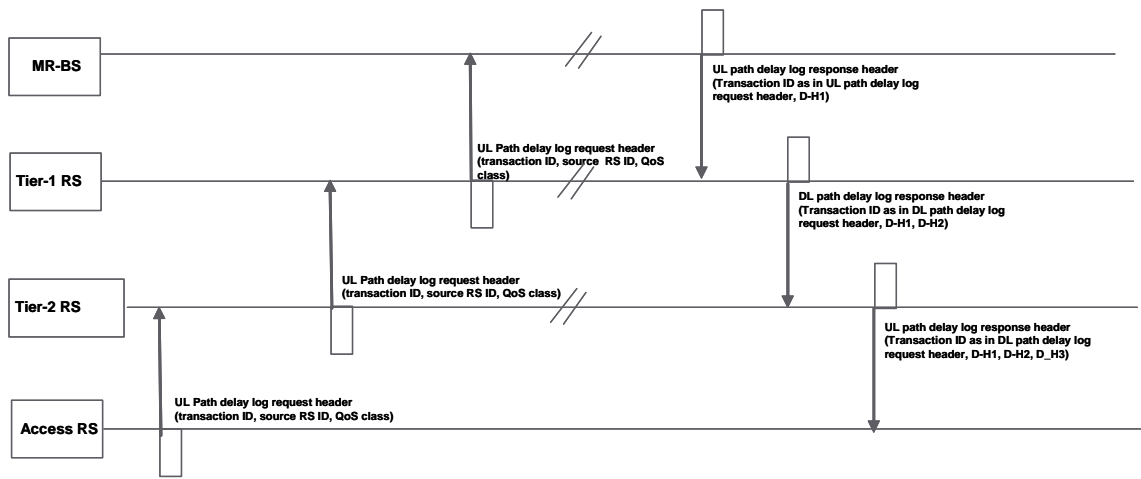 MR-BS
UL path delay log response header
(Transaction ID as in UL path delay log
request header, D-H1)
UL Path delay log request header
(transaction ID, source RS ID, QoS
class)
Tier-1 RS
DL path delay log response header
(Transaction ID as in DL path delay log
request header, D-H1, D-H2)
UL Path delay log request header
(transaction ID, source RS ID, QoS class)
Tier-2 RS
UL path delay log response header
(Transaction ID as in DL path delay log
request header, D-H1, D-H2, D_H3)
UL Path delay log request header
(transaction ID, source RS ID, QoS class)
Access RS